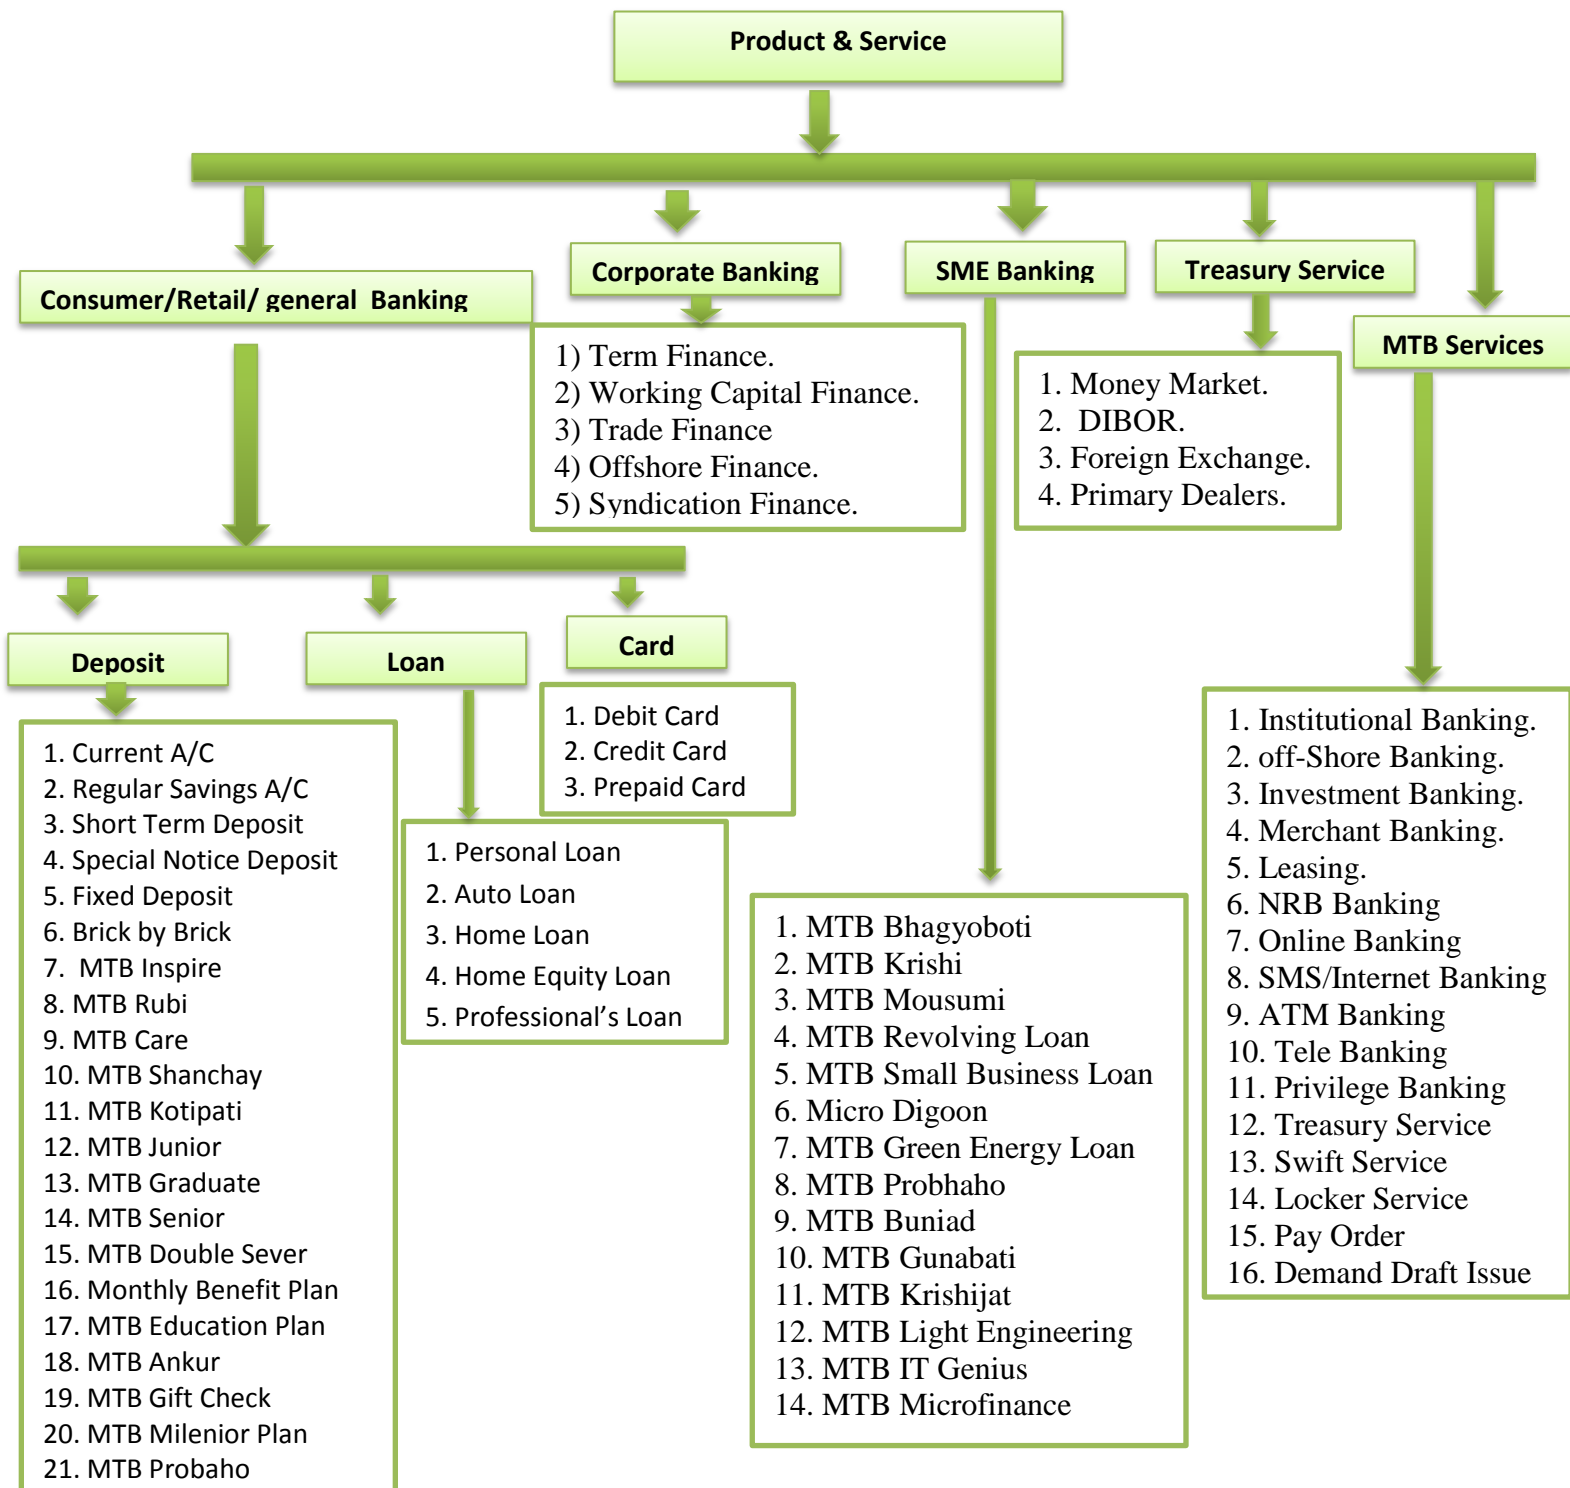 Product & Service
Consumer/Retail/ general  Banking
Corporate Banking
SME Banking
Treasury Service
MTB Services
1) Term Finance.
2) Working Capital Finance.
3) Trade Finance
4) Offshore Finance.
5) Syndication Finance.
1. Money Market.
2. DIBOR.
3. Foreign Exchange.
4. Primary Dealers.
Deposit
Loan
Card
1. Current A/C
2. Regular Savings A/C
3. Short Term Deposit
4. Special Notice Deposit
5. Fixed Deposit
6. Brick by Brick
7. MTB Inspire
8. MTB Rubi
9. MTB Care
10. MTB Shanchay
11. MTB Kotipati
12. MTB Junior
13. MTB Graduate
14. MTB Senior
15. MTB Double Sever
16. Monthly Benefit Plan
17. MTB Education Plan
18. MTB Ankur
19. MTB Gift Check
20. MTB Milenior Plan
21. MTB Probaho
1. Personal Loan
2. Auto Loan
3. Home Loan
4. Home Equity Loan
5. Professional’s Loan
1. Debit Card
2. Credit Card
3. Prepaid Card
1. MTB Bhagyoboti
2. MTB Krishi
3. MTB Mousumi
4. MTB Revolving Loan
5. MTB Small Business Loan
6. Micro Digoon
7. MTB Green Energy Loan
8. MTB Probhaho
9. MTB Buniad
10. MTB Gunabati
11. MTB Krishijat
12. MTB Light Engineering
13. MTB IT Genius
14. MTB Microfinance
1. Institutional Banking.
2. off-Shore Banking.
3. Investment Banking.
4. Merchant Banking.
5. Leasing.
6. NRB Banking
7. Online Banking
8. SMS/Internet Banking
9. ATM Banking
10. Tele Banking
11. Privilege Banking
12. Treasury Service
13. Swift Service
14. Locker Service
15. Pay Order
16. Demand Draft Issue